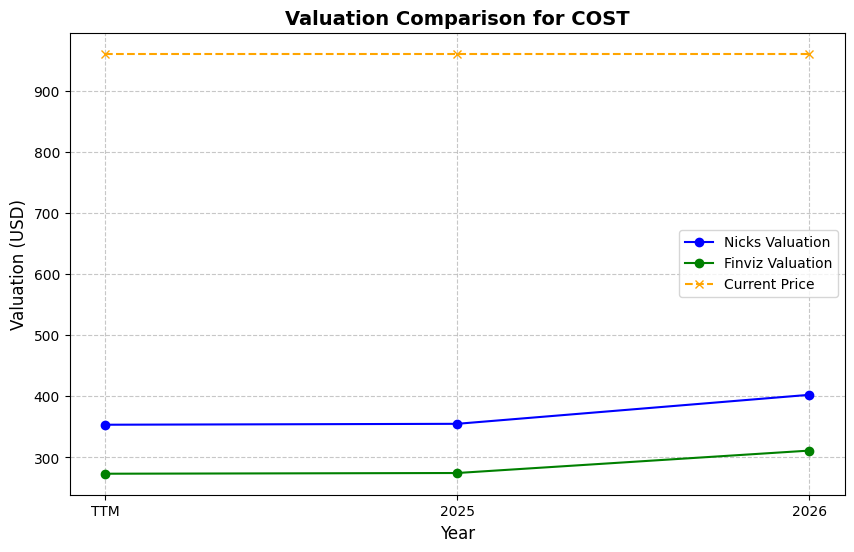 Valuation Comparison for COST
Valuation (USD)
900
800
700
600
500
400
300
Nicks Valuation
Finviz Valuation
Current Price
TTM 2025 2026
Year